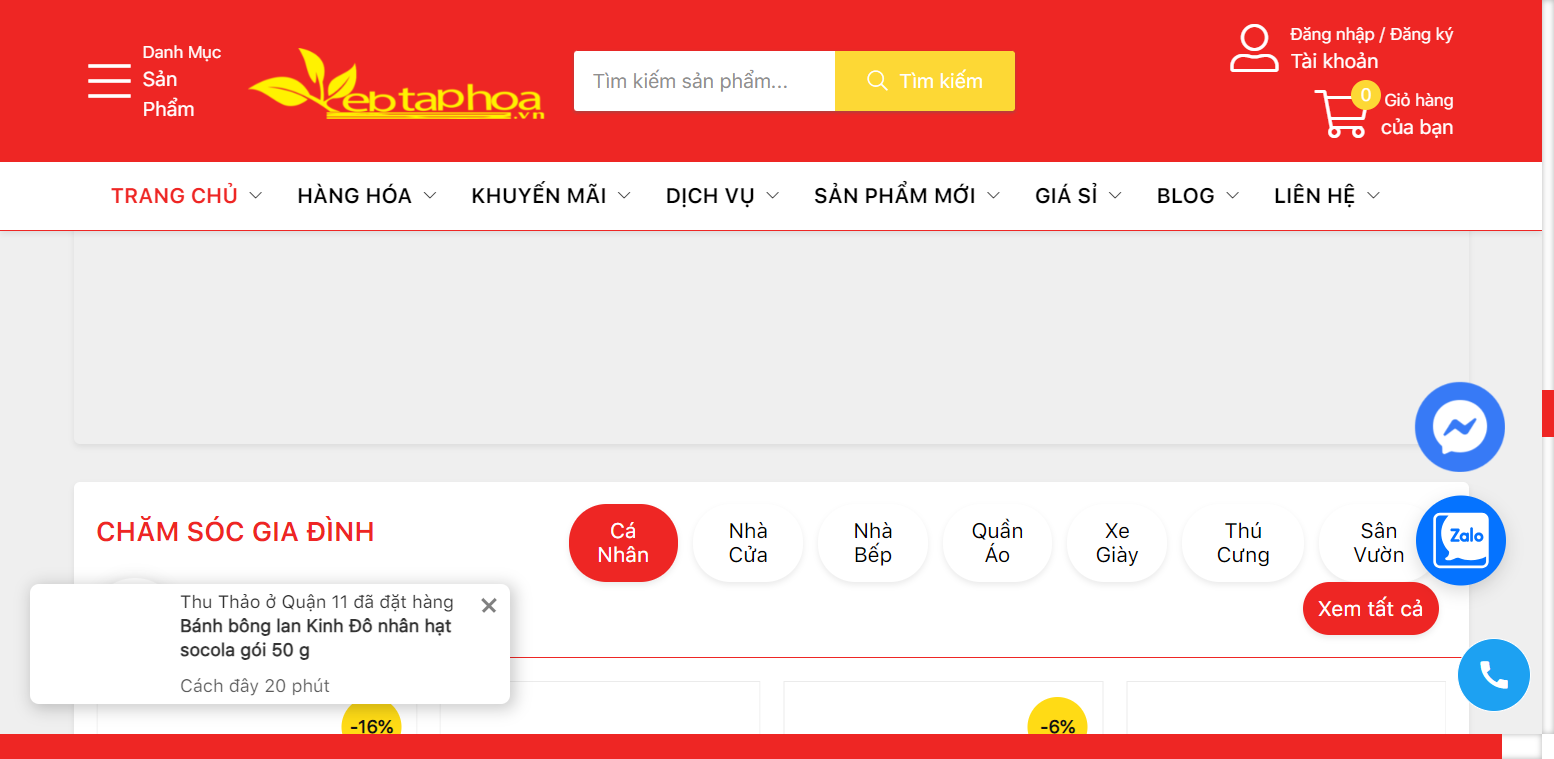 Danh Mục
Sản
Phẩm
ebtaphoa
.vn
Tìm kiếm sản phẩm...
Tìm kiếm
Đăng nhập / Đăng ký
Tài khoản
0
Giỏ hàng
của bạn
TRANG CHỦ
HÀNG HÓA
KHUYẾN MÃI
DỊCH VỤ
SẢN PHẨM MỚI
GIÁ SỈ
BLOG
LIÊN HỆ
CHĂM SÓC GIA ĐÌNH
Cá
Nhân
Nhà
Cửa
Nhà
Bếp
Quần
Áo
Xe
Giày
Thú
Cưng
Sân
Vườn
Zalo
Xem tất cả
Thu Thảo ở Quận 11 đã đặt hàng
Bánh bông lan Kinh Đô nhân hạt
socola gói 50 g
Cách đây 20 phút
-16%
-6%